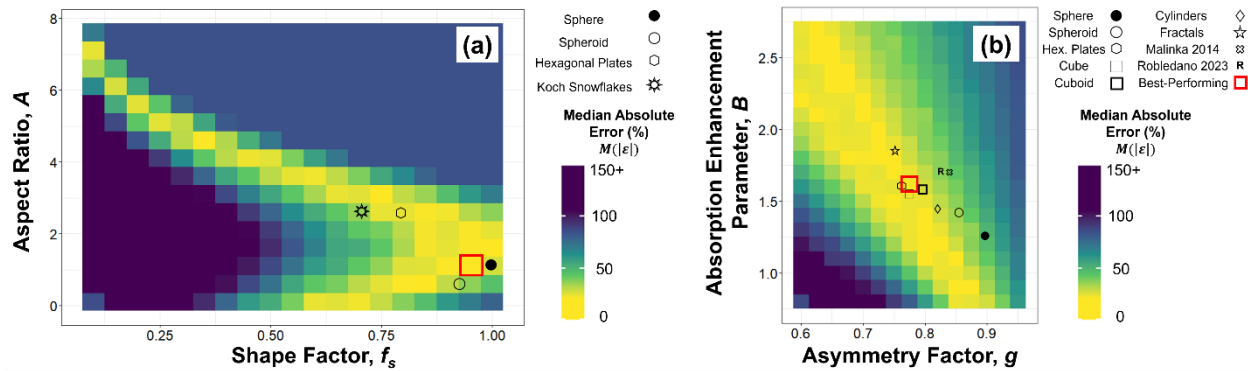 (a)
Aspect Ratio, A
8
6
4
2
0
0.25
0.50
0.75
1.00
Shape Factor, fs
Sphere
Spheroid
Hexagonal Plates
Koch Snowflakes
Median Absolute
Error (%)
M(|ε|)
150+
100
50
0
(b)
Absorption Enhancement
Parameter, B
2.5
2.0
1.5
1.0
0.6
0.7
0.8
0.9
Asymmetry Factor, g
R
Sphere
Cylinders
Spheroid
Fractals
Hex. Plates
Malinka 2014
Cube
Robledano 2023 R
Cuboid
Best-Performing
Median Absolute
Error (%)
M(|ε|)
150+
100
50
0